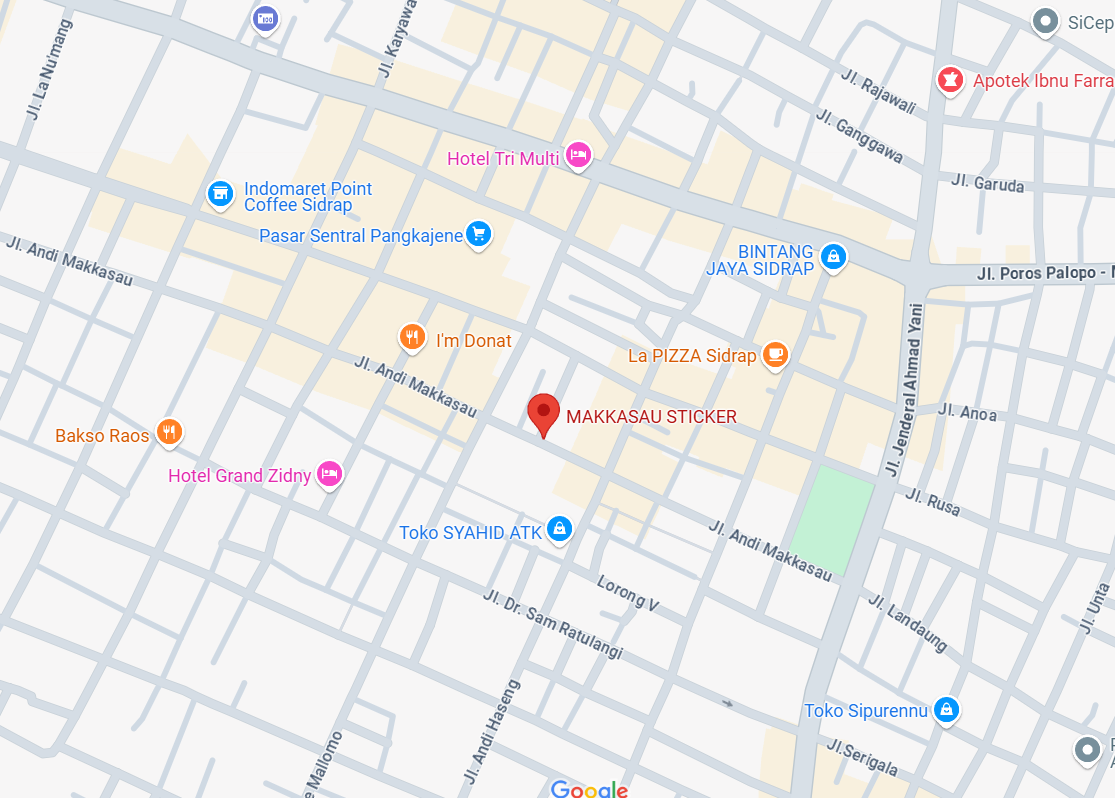 SiCep
Jl. Karyawa
Jl. La Nu'mang
Apotek Ibnu Farra
Jl. Rajawali
Jl. Ganggawa
Hotel Tri Multi
Jl. Garuda
Indomaret Point
Coffee Sidrap
Pasar Sentral Pangkajene
Jl. Andi Makkasau
BINTANG
JAYA SIDRAP
Jl. Poros Palopo - M
I'm Donat
La PIZZA Sidrap
Jl. Jenderal Ahmad Yani
Jl. Andi Makkasau
MAKKASAU STICKER
Jl. Anoa
Bakso Raos
Hotel Grand Zidny
Jl. Rusa
Toko SYAHID ATK
Jl. Andi Makkasau
Lorong V
Jl. Dr. Sam Ratulangi
Jl. Landaung
Jl. Unta
Jl. Andi Haseng
Toko Sipurennu
e Mallomo
Jl.Serigala
Google